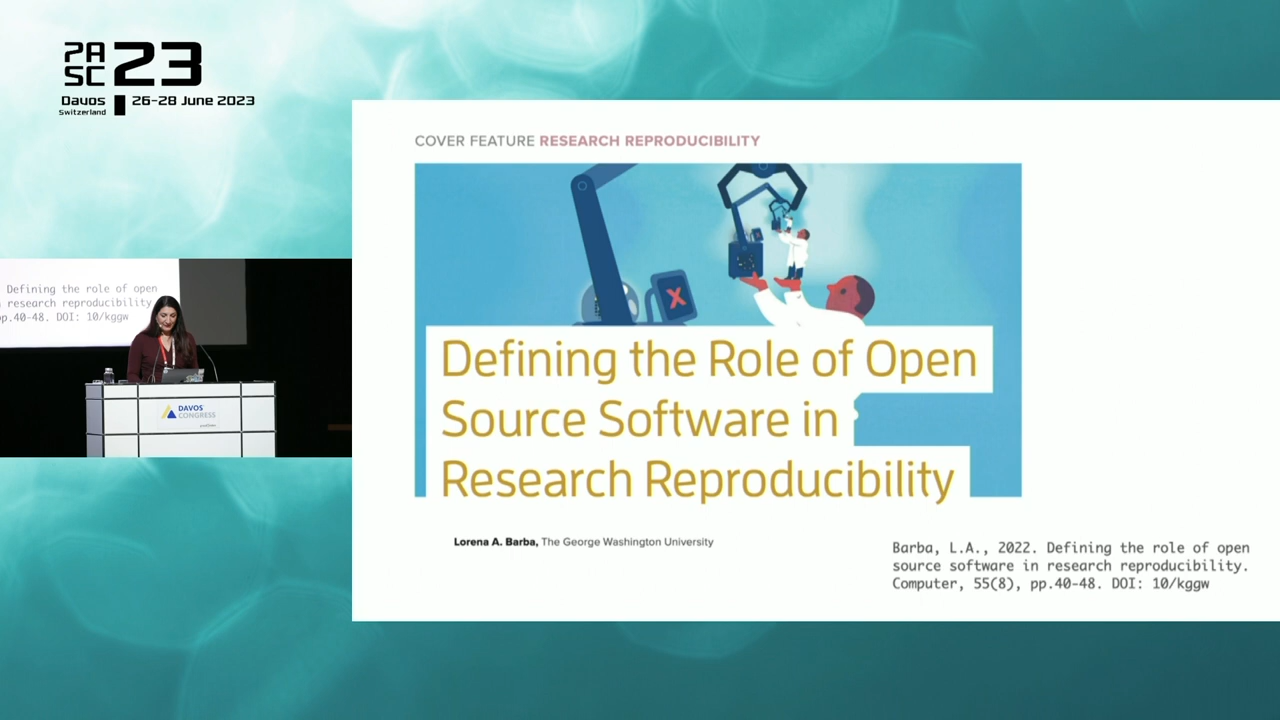 PASC 23
Davos
Switzerland
26-28 June 2023
COVER FEATURE RESEARCH REPRODUCIBILITY
Defining the Role of Open
Source Software in
Research Reproducibility
Lorena A. Barba, The George Washington University
Barba, L.A., 2022. Defining the role of open
source software in research reproducibility.
Computer, 55(8), pp.40-48. DOI: 10/kggw
Defining the role of open
research reproducibility
pp.40-48. DOI: 10/kggw
DAVOS
CONGRESS